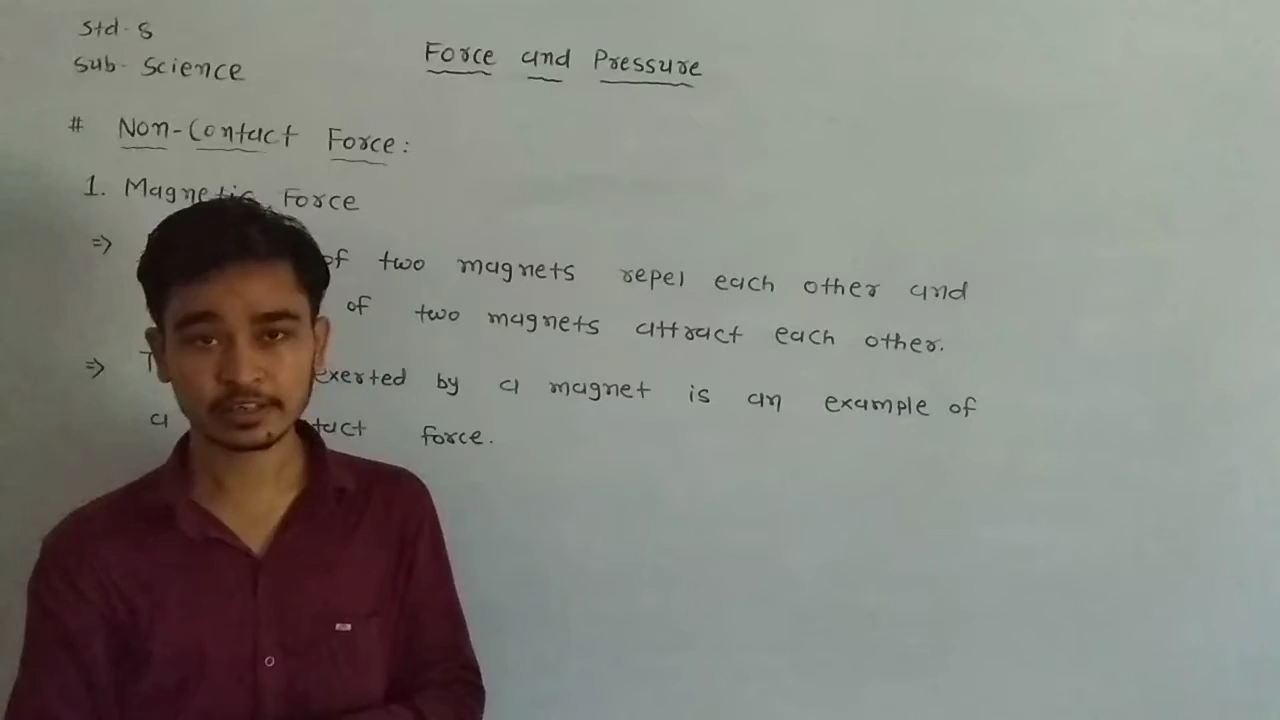 Std- 8
Sub- Science
Force and Pressure
# Non-Contact Force:
1. Magnetic Force
=> of two magnets repel each other and
of two magnets attract each other.
=> exerted by a magnet is an example of
a force.